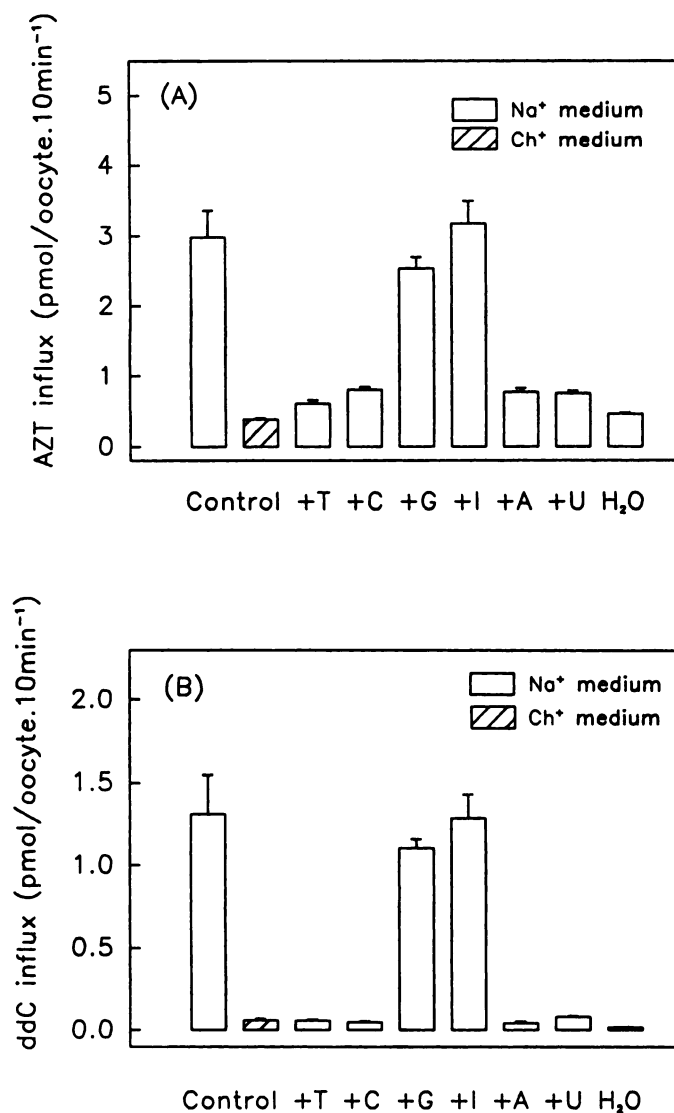 (A)
Na⁺ medium
Ch⁺ medium
AZT influx (pmol/oocyte.10min⁻¹)
5
4
3
2
1
0
Control +T +C +G +I +A +U H₂O
(B)
Na⁺ medium
Ch⁺ medium
ddC influx (pmol/oocyte.10min⁻¹)
2.0
1.5
1.0
0.5
0.0
Control +T +C +G +I +A +U H₂O